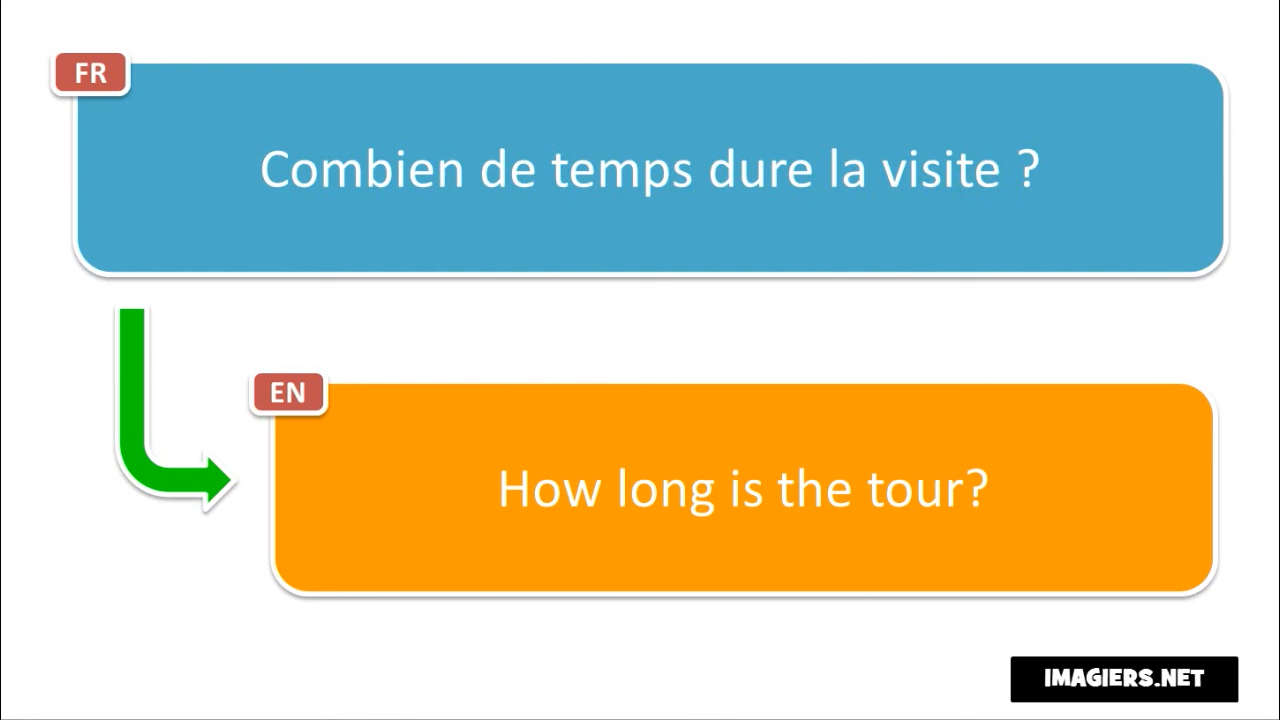 FR
Combien de temps dure la visite ?
EN
How long is the tour?
IMAGIERS.NET